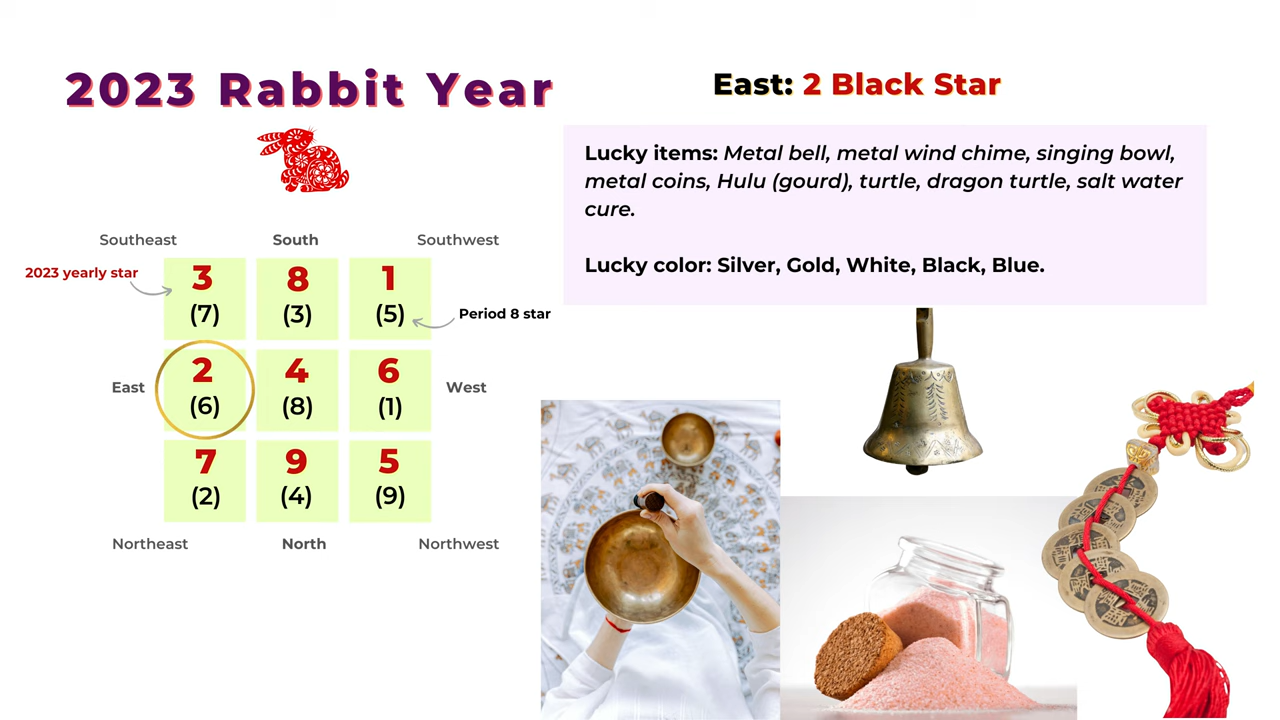 2023 Rabbit Year
Southeast South Southwest
2023 yearly star
3 8 1
(7) (3) (5)
Period 8 star
2 4 6
East West
(6) (8) (1)
7 9 5
(2) (4) (9)
Northeast North Northwest
East: 2 Black Star
Lucky items: Metal bell, metal wind chime, singing bowl,
metal coins, Hulu (gourd), turtle, dragon turtle, salt water
cure.
Lucky color: Silver, Gold, White, Black, Blue.